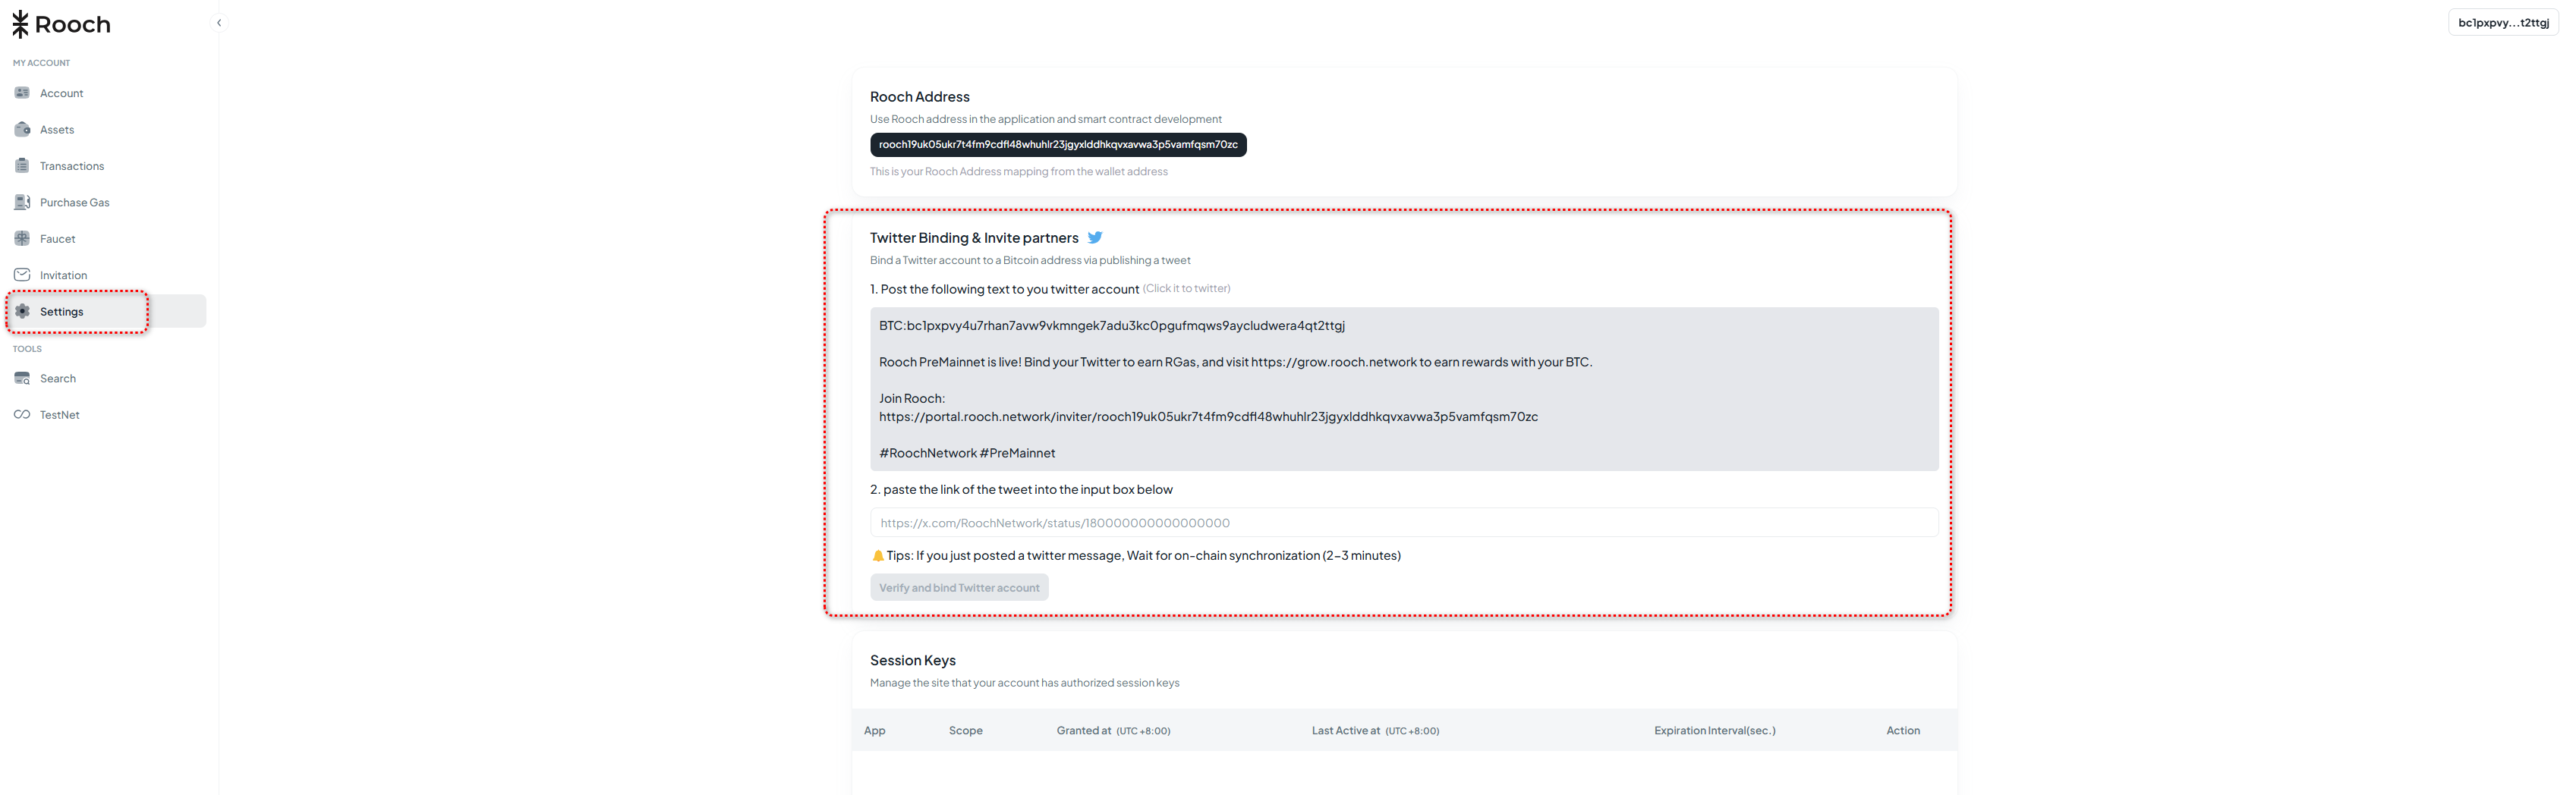 Rooch
bc1pxpvy...t2ttgj
MY ACCOUNT
Account
Assets
Transactions
Purchase Gas
Faucet
Invitation
Settings
TOOLS
Search
TestNet
Rooch Address
Use Rooch address in the application and smart contract development
rooch19uk05ukr7t4fm9cdfl48whuhlr23jgyxlddhkqvxavwa3p5vamfqsm70zc
This is your Rooch Address mapping from the wallet address
Twitter Binding & Invite partners
Bind a Twitter account to a Bitcoin address via publishing a tweet
1. Post the following text to you twitter account (Click it to twitter)
BTC:bc1pxpvy4u7rhan7avw9vkmngek7adu3kc0pgufmqws9aycludwera4qt2ttgj
Rooch PreMainnet is live! Bind your Twitter to earn RGas, and visit https://grow.rooch.network to earn rewards with your BTC.
Join Rooch:
https://portal.rooch.network/inviter/rooch19uk05ukr7t4fm9cdfl48whuhlr23jgyxlddhkqvxavwa3p5vamfqsm70zc
#RoochNetwork #PreMainnet
2. paste the link of the tweet into the input box below
https://x.com/RoochNetwork/status/180000000000000000
Tips: If you just posted a twitter message, Wait for on-chain synchronization (2-3 minutes)
Verify and bind Twitter account
Session Keys
Manage the site that your account has authorized session keys
App Scope Granted at (UTC +8:00) Last Active at (UTC +8:00) Expiration Interval(sec.) Action